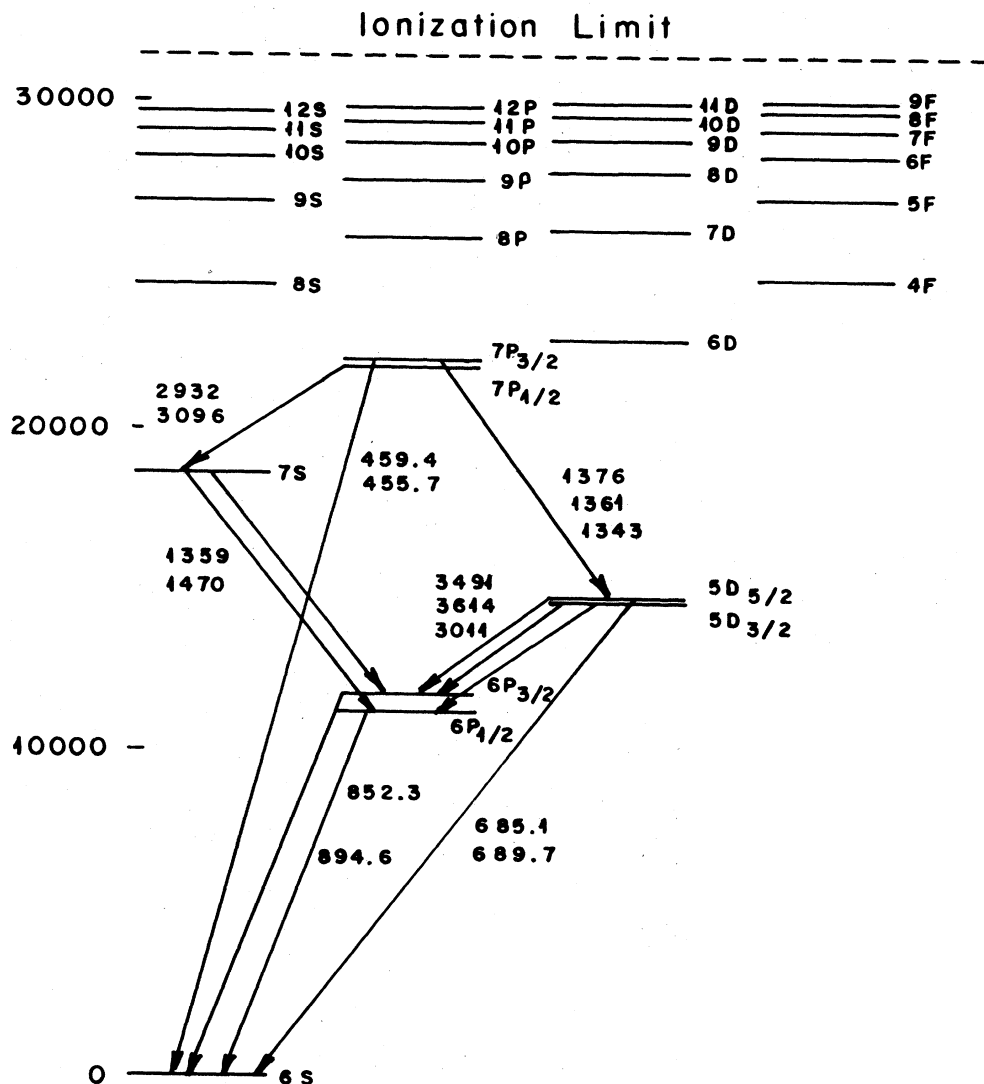 Ionization Limit
30000
12S
12P
11D
9F
11S
11P
10D
8F
10S
10P
9D
7F
6F
9S
9P
8D
5F
8P
7D
8S
4F
6D
7P3/2
7P1/2
2932
3096
20000
7S
459.4
455.7
1376
1361
1343
1359
1470
3491
3614
3011
5D5/2
5D3/2
6P3/2
6P1/2
10000
852.3
894.6
685.1
689.7
0
6S